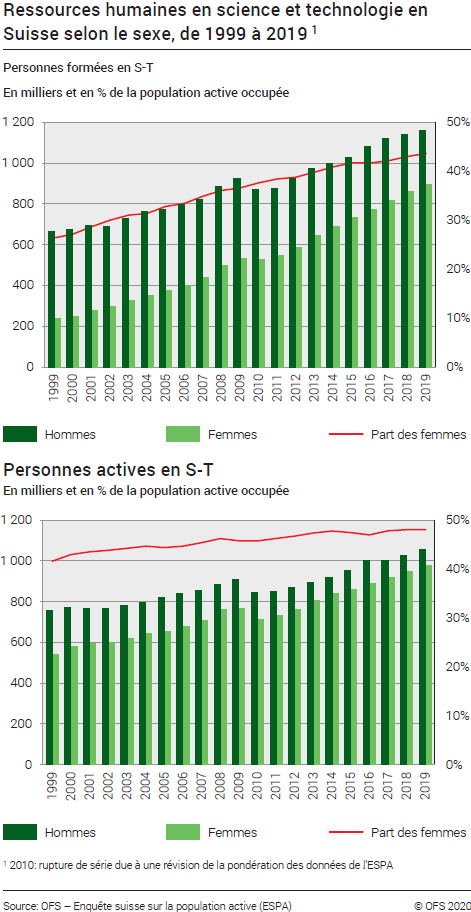 Ressources humaines en science et technologie en
Suisse selon le sexe, de 1999 à 2019 ¹
Personnes formées en S-T
En milliers et en % de la population active occupée
1 200 50%
1 000 40%
800
30%
600
20%
400
10%
200
0 0%
1999 2000 2001 2002 2003 2004 2005 2006 2007 2008 2009 2010 2011 2012 2013 2014 2015 2016 2017 2018 2019
Hommes Femmes Part des femmes
Personnes actives en S-T
En milliers et en % de la population active occupée
1 200 50%
1 000 40%
800
30%
600
20%
400
10%
200
0 0%
1999 2000 2001 2002 2003 2004 2005 2006 2007 2008 2009 2010 2011 2012 2013 2014 2015 2016 2017 2018 2019
Hommes Femmes Part des femmes
¹ 2010: rupture de série due à une révision de la pondération des données de l'ESPA
Source: OFS – Enquête suisse sur la population active (ESPA) © OFS 2020